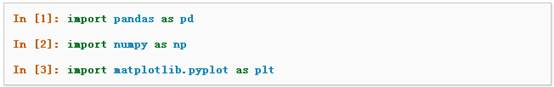 In [1]: import pandas as pd
In [2]: import numpy as np
In [3]: import matplotlib.pyplot as plt